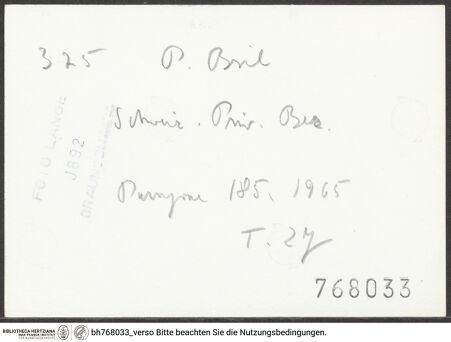 325 P. Bril
Schweiz. Priv. Bes.
Paragone 185, 1965
T. 27
FOTO LANGE
J892
BRAUNSCHWEIG
768033
BIBLIOTHECA HERTZIANA
MAX-PLANCK-INSTITUT
FÜR KUNSTGESCHICHTE
bh768033_verso Bitte beachten Sie die Nutzungsbedingungen.